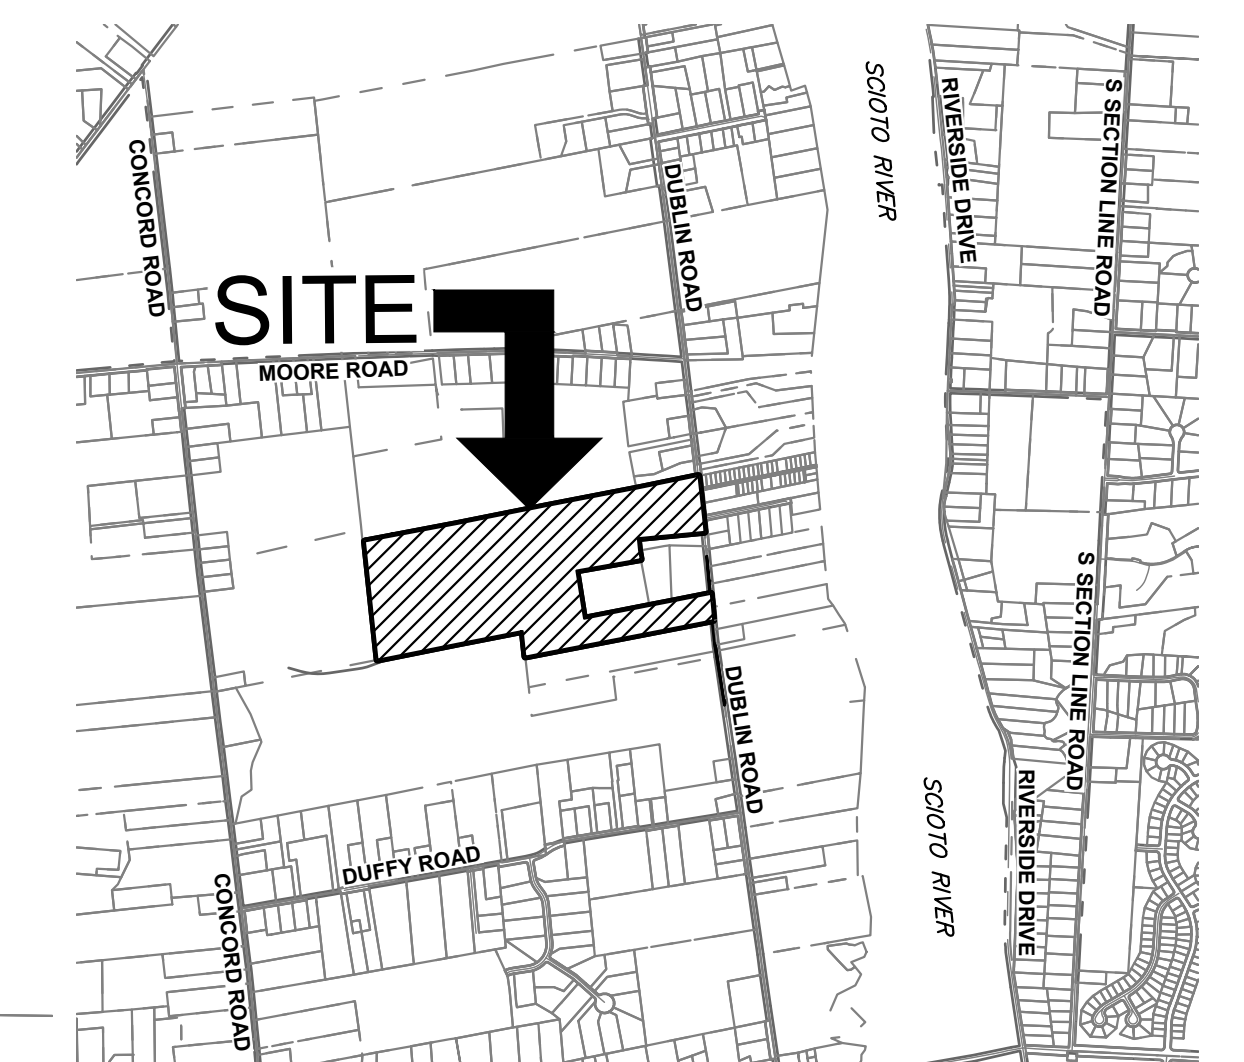 SCIOTO RIVER
RIVERSIDE DRIVE
S SECTION LINE ROAD
CONCORD ROAD
DUBLIN ROAD
SITE
MOORE ROAD
S SECTION LINE ROAD
DUBLIN ROAD
RIVERSIDE DRIVE
SCIOTO RIVER
DUFFY ROAD
CONCORD ROAD